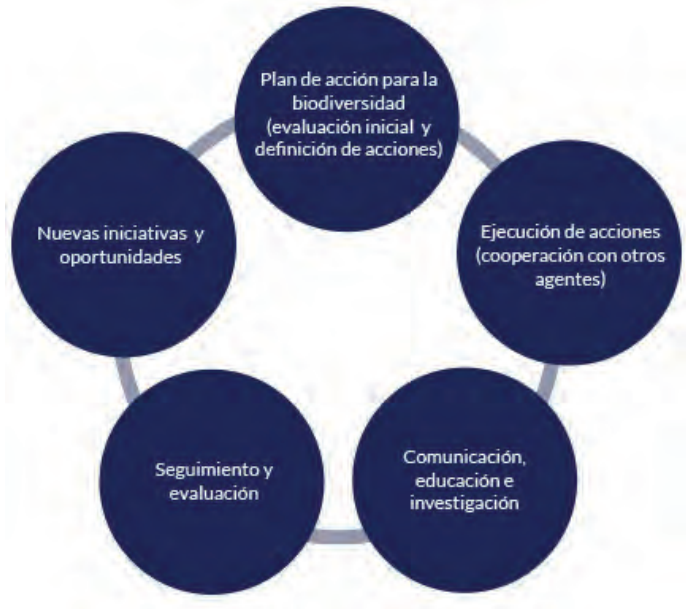 Plan de acción para la
biodiversidad
(evaluación inicial y
definición de acciones)
Ejecución de acciones
(cooperación con otros
agentes)
Comunicación,
educación e
investigación
Seguimiento y
evaluación
Nuevas iniciativas y
oportunidades